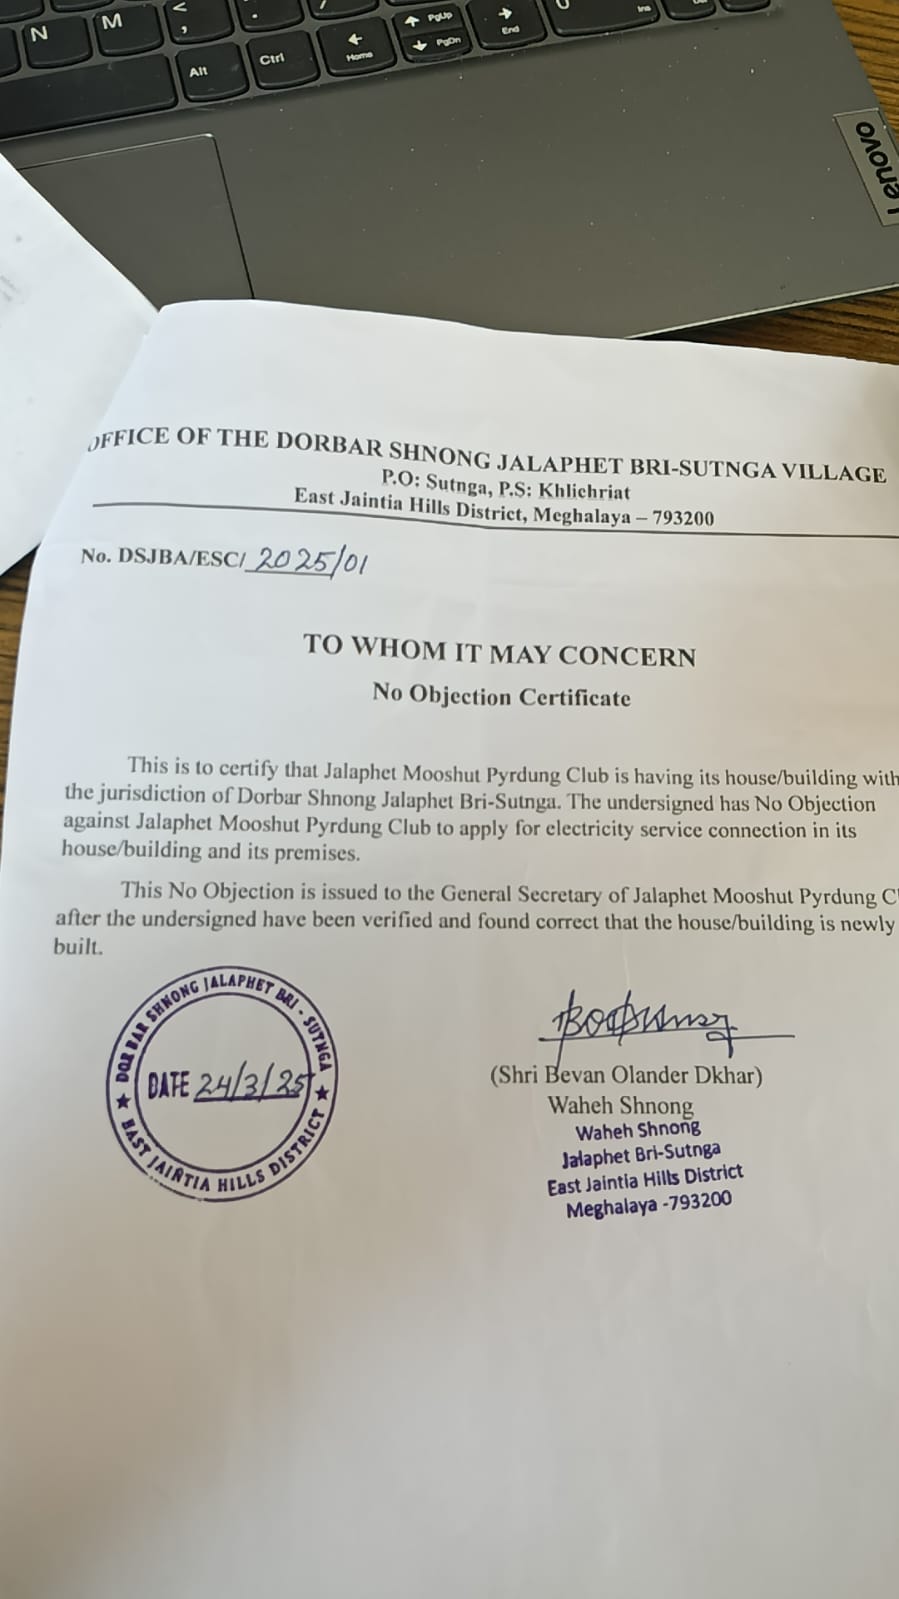 N
M
<
,
.
/
Alt
Ctrl
Home
PgUp
PgDn
End
Ins
Lenovo
OFFICE OF THE DORBAR SHNONG JALAPHET BRI-SUTNGA VILLAGE
P.O: Sutnga, P.S: Khlichriat
East Jaintia Hills District, Meghalaya – 793200
No. DSJBA/ESC/ 2025/01
TO WHOM IT MAY CONCERN
No Objection Certificate
This is to certify that Jalaphet Mooshut Pyrdung Club is having its house/building with
the jurisdiction of Dorbar Shnong Jalaphet Bri-Sutnga. The undersigned has No Objection
against Jalaphet Mooshut Pyrdung Club to apply for electricity service connection in its
house/building and its premises.
This No Objection is issued to the General Secretary of Jalaphet Mooshut Pyrdung C
after the undersigned have been verified and found correct that the house/building is newly
built.
DORBAR SHNONG JALAPHET BRI - SUTNGA
DATE 24/3/25
★ EAST JAIÑTIA HILLS DISTRICT ★
(Shri Bevan Olander Dkhar)
Waheh Shnong
Waheh Shnong
Jalaphet Bri-Sutnga
East Jaintia Hills District
Meghalaya -793200